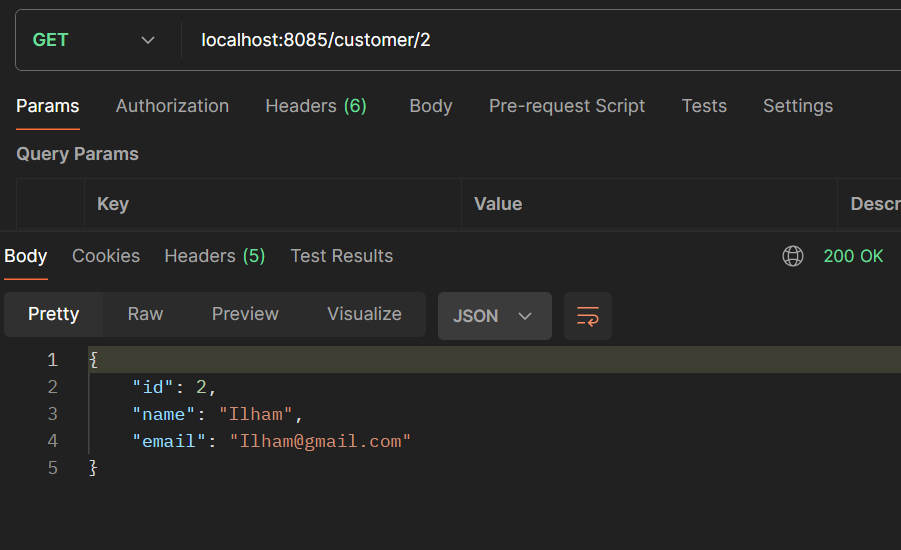 GET localhost:8085/customer/2
Params Authorization Headers (6) Body Pre-request Script Tests Settings
Query Params
Key Value Descr
Body Cookies Headers (5) Test Results 200 OK
Pretty Raw Preview Visualize JSON
1 {
2 "id": 2,
3 "name": "Ilham",
4 "email": "Ilham@gmail.com"
5 }